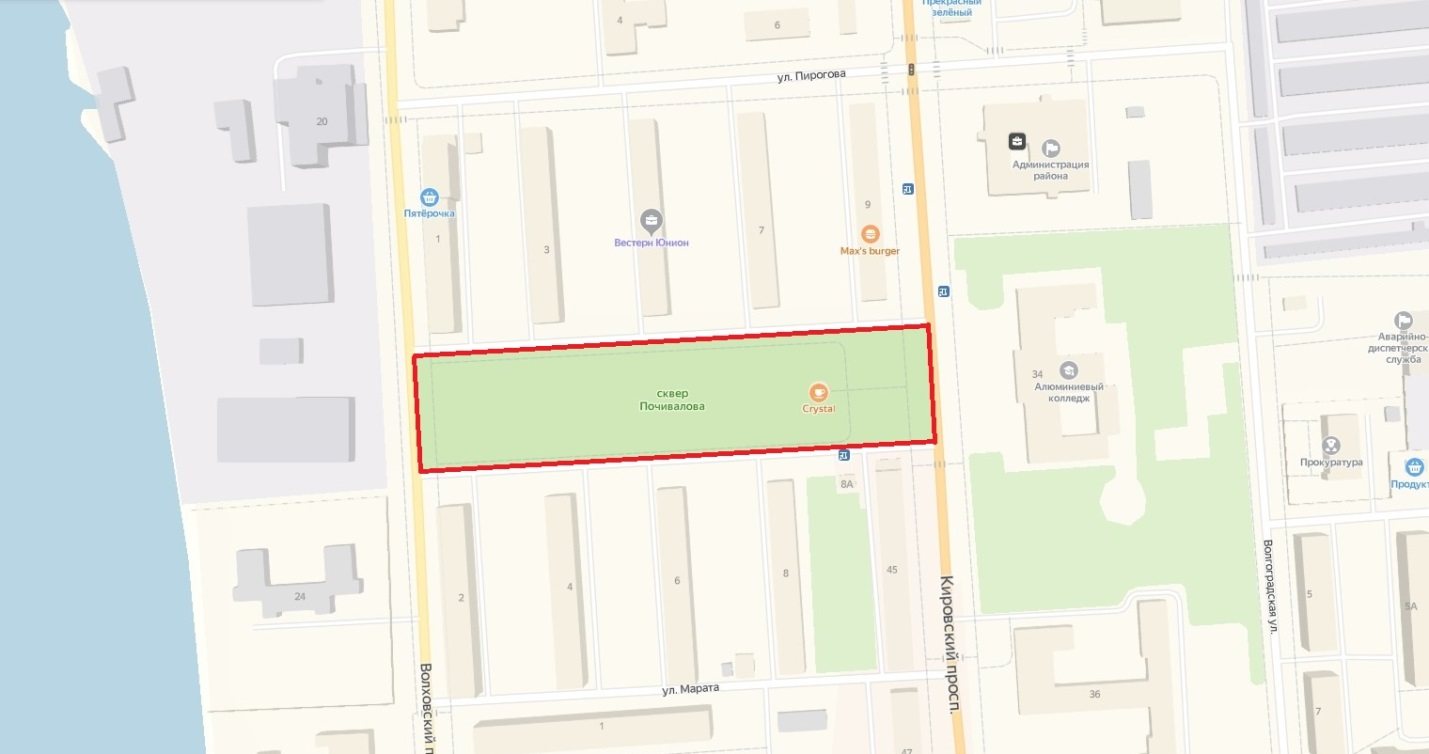 Прекрасный
зелёный
4
6
ул. Пирогова
20
Администрация
района
Пятёрочка
1
3
Вестерн Юнион
7
9
Max's burger
34
Алюминиевый
колледж
Аварийно
диспетчерск
служба
сквер
Почивалова
Crystal
Прокуратура
Продукт
8А
2
4
6
8
45
24
Кировский просп.
Волгоградская ул.
5
5А
Волховский п
ул. Марата
1
36
7
47